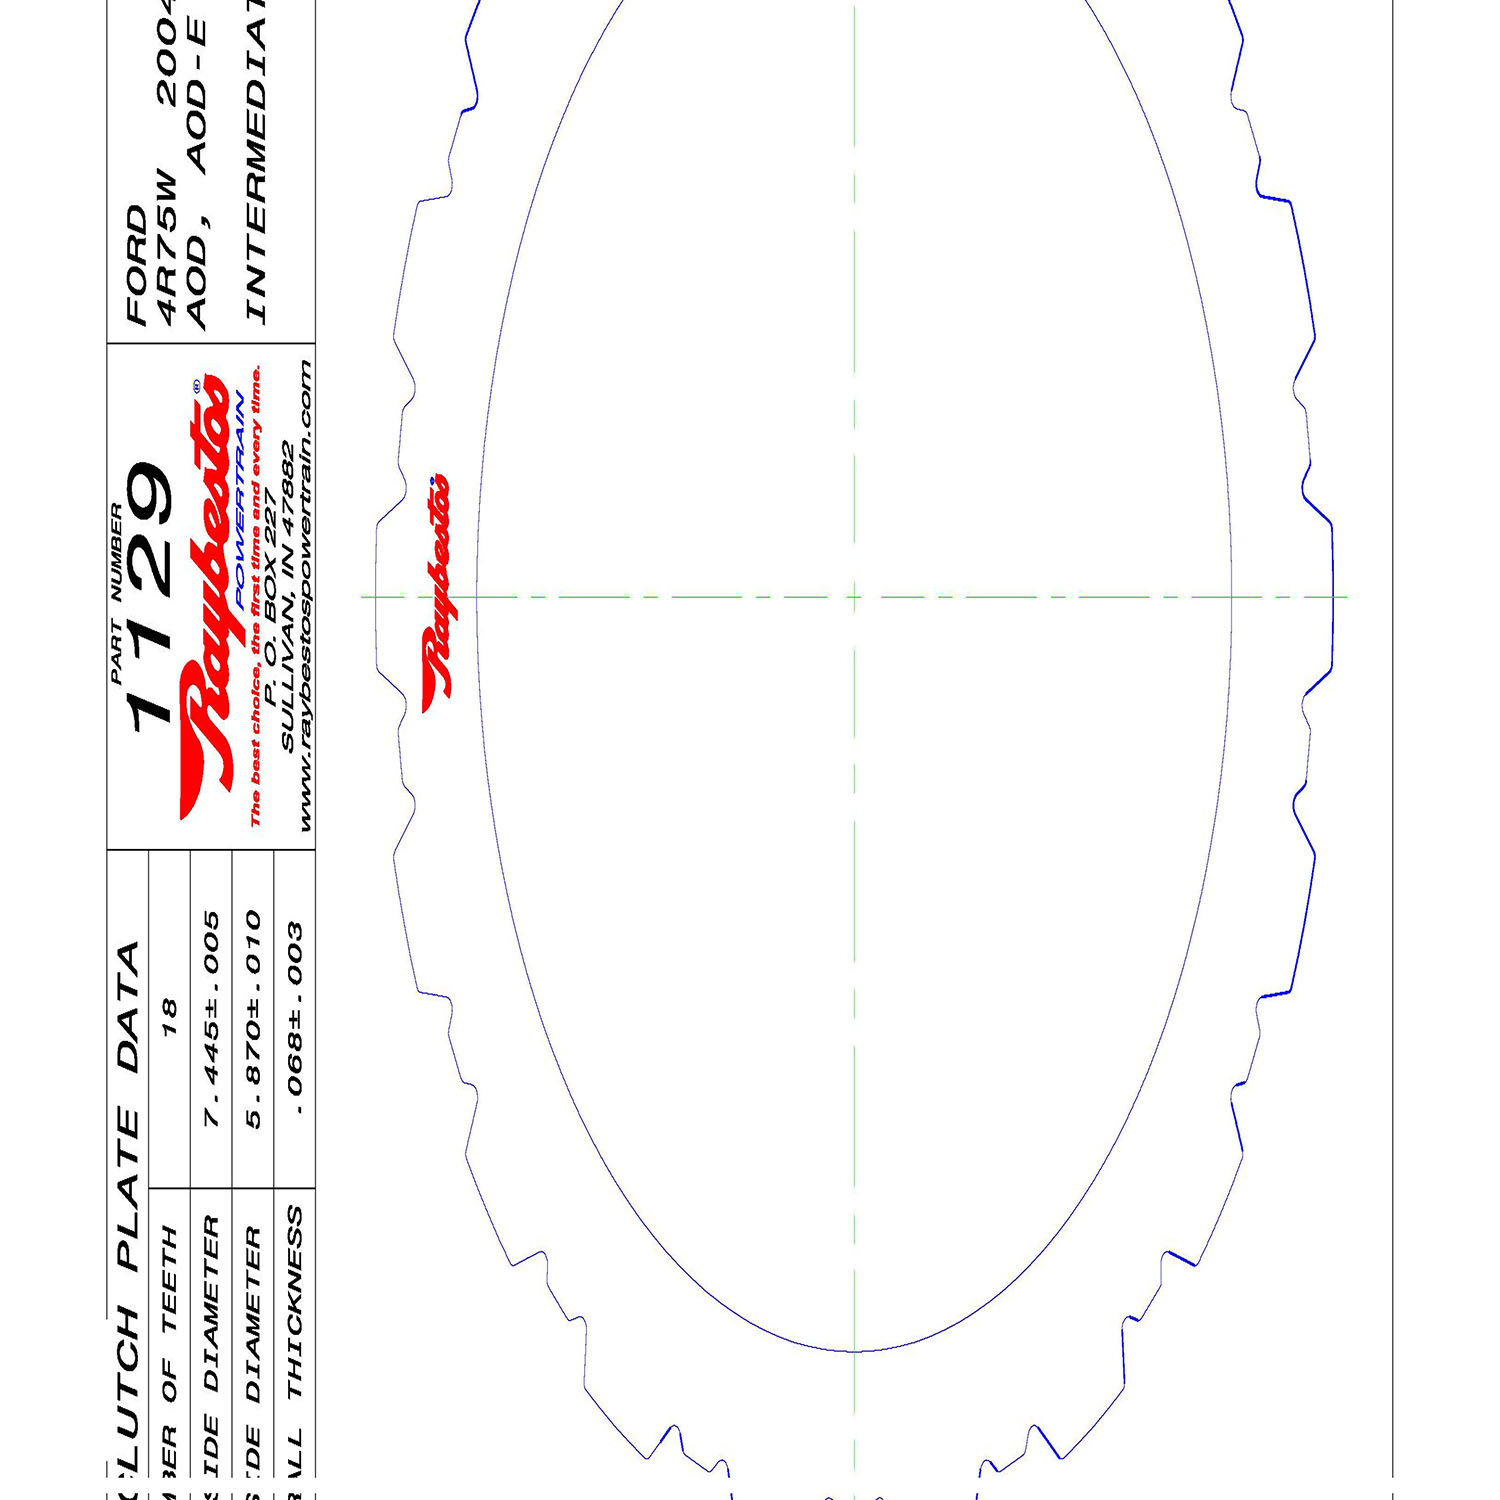 FORD
4R75W 2004
AOD, AOD-E
INTERMEDIAT
PART NUMBER
1129
Raybestos®
POWERTRAIN
The best choice, the first time and every time.
P. O. BOX 227
SULLIVAN, IN 47882
www.raybestospowertrain.com
CLUTCH PLATE DATA
BER OF TEETH 18
SIDE DIAMETER 7.445±.005
IDE DIAMETER 5.870±.010
ALL THICKNESS .068±.003
Raybestos